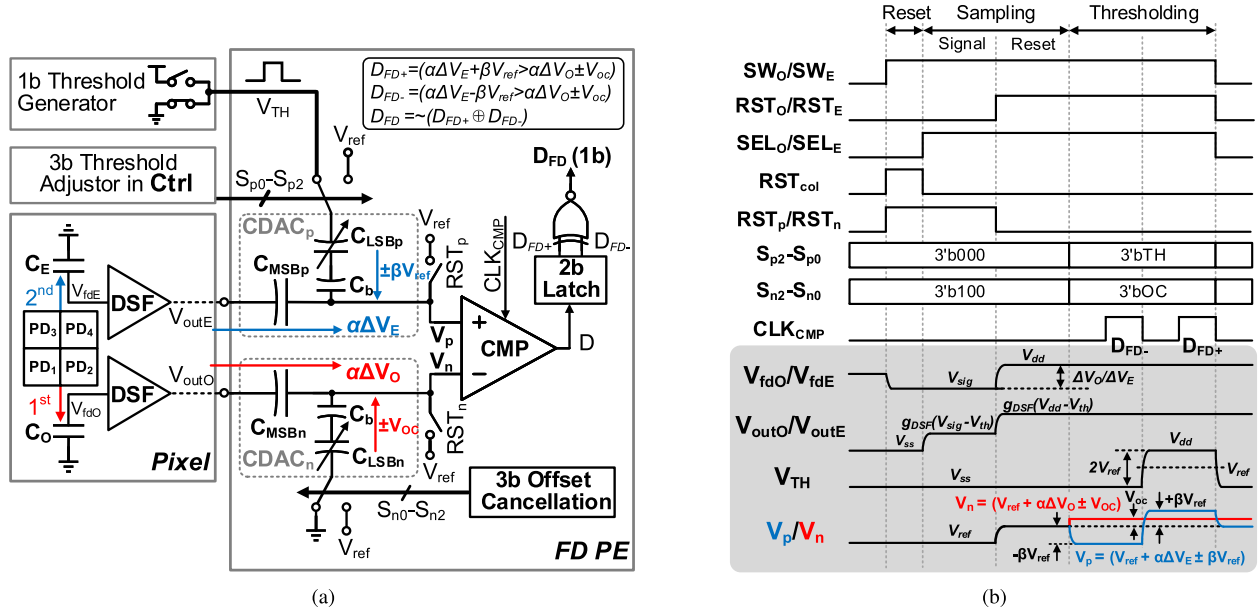 1b Threshold
Generator
V_TH
D_FD+=(αΔV_E+βV_ref>αΔV_O±V_oc)
D_FD-=(αΔV_E-βV_ref>αΔV_O±V_oc)
D_FD =~(D_FD+ ⊕ D_FD-)
V_ref
3b Threshold
Adjustor in Ctrl
S_p0-S_p2
D_FD (1b)
CDAC_p
C_LSBp
V_ref
RST_p
CLK_CMP
D_FD+
D_FD-
2b
Latch
C_E
C_MSBp
±βV_ref
C_b
2nd
V_fdE
DSF
V_outE
αΔV_E
V_p
+
CMP
D
PD3
PD4
PD1
PD2
αΔV_O
V_n
−
1st
V_fdO
DSF
V_outO
C_O
C_MSBn
C_b
±V_OC
RST_n
CDAC_n
C_LSBn
V_ref
Pixel
S_n0-S_n2
3b Offset
Cancellation
V_ref
FD PE
(a)
Reset
Sampling
Thresholding
Signal
Reset
SW_O/SW_E
RST_O/RST_E
SEL_O/SEL_E
RST_col
RST_p/RST_n
S_p2-S_p0
3'b000
3'bTH
S_n2-S_n0
3'b100
3'bOC
CLK_CMP
D_FD-
D_FD+
V_fdO/V_fdE
V_sig
V_dd
ΔV_O/ΔV_E
V_outO/V_outE
V_ss
g_DSF(V_sig-V_th)
g_DSF(V_dd-V_th)
V_TH
V_ss
2V_ref
V_dd
V_ref
V_p/V_n
V_ref
V_n = (V_ref + αΔV_O ± V_OC)
V_oc
+βV_ref
-βV_ref
V_p = (V_ref + αΔV_E ± βV_ref)
(b)